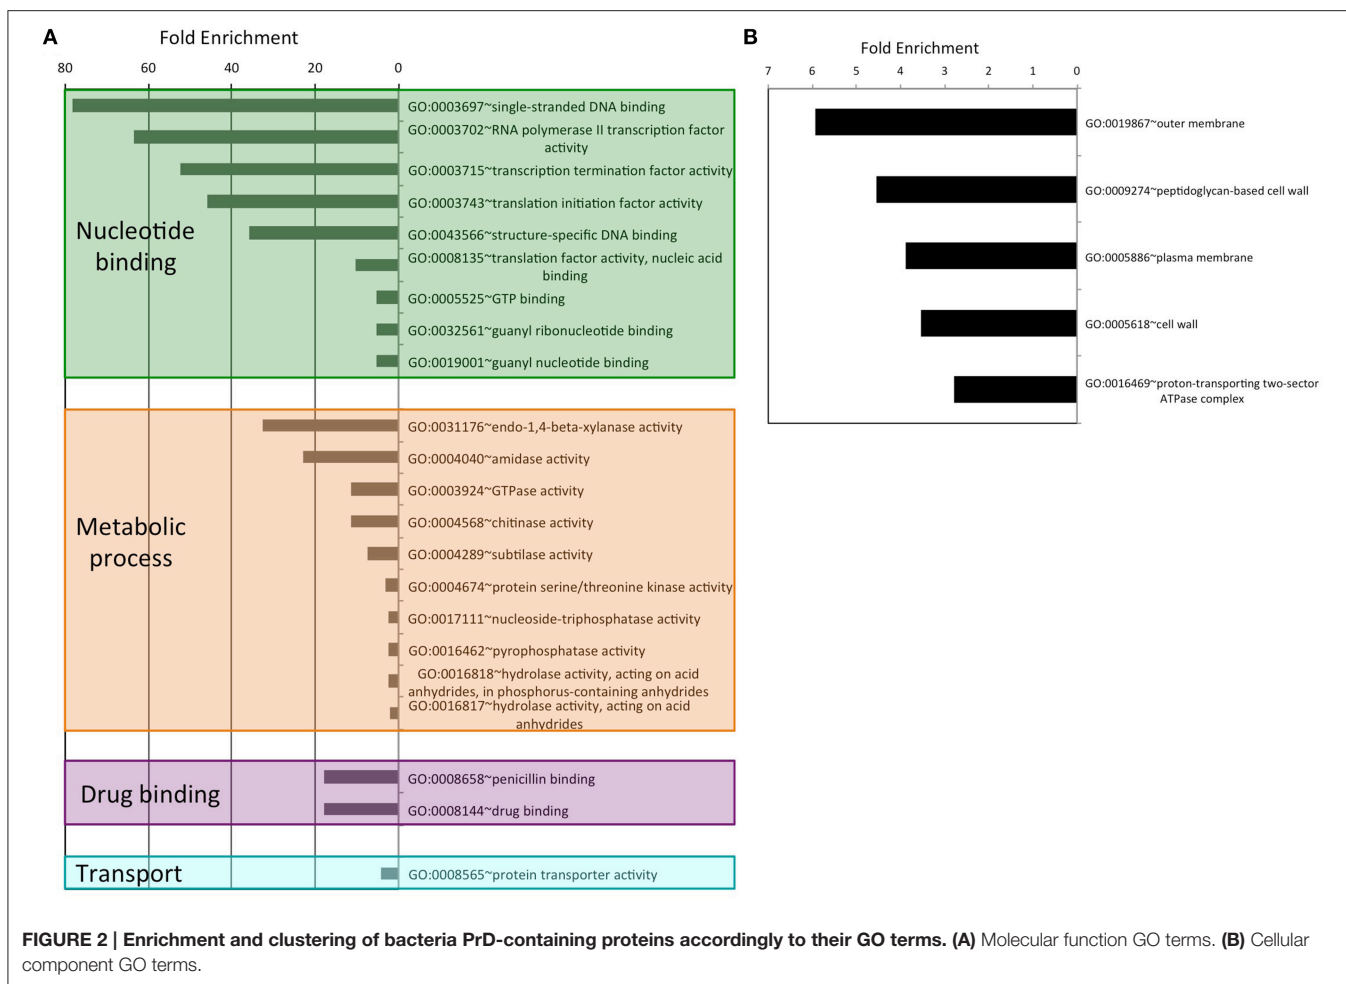 A
Fold Enrichment
80 60 40 20 0
Nucleotide
binding
GO:0003697~single-stranded DNA binding
GO:0003702~RNA polymerase II transcription factor
activity
GO:0003715~transcription termination factor activity
GO:0003743~translation initiation factor activity
GO:0043566~structure-specific DNA binding
GO:0008135~translation factor activity, nucleic acid
binding
GO:0005525~GTP binding
GO:0032561~guanyl ribonucleotide binding
GO:0019001~guanyl nucleotide binding
Metabolic
process
GO:0031176~endo-1,4-beta-xylanase activity
GO:0004040~amidase activity
GO:0003924~GTPase activity
GO:0004568~chitinase activity
GO:0004289~subtilase activity
GO:0004674~protein serine/threonine kinase activity
GO:0017111~nucleoside-triphosphatase activity
GO:0016462~pyrophosphatase activity
GO:0016818~hydrolase activity, acting on acid
anhydrides, in phosphorus-containing anhydrides
GO:0016817~hydrolase activity, acting on acid
anhydrides
Drug binding
GO:0008658~penicillin binding
GO:0008144~drug binding
Transport
GO:0008565~protein transporter activity
B
Fold Enrichment
7 6 5 4 3 2 1 0
GO:0019867~outer membrane
GO:0009274~peptidoglycan-based cell wall
GO:0005886~plasma membrane
GO:0005618~cell wall
GO:0016469~proton-transporting two-sector
ATPase complex
FIGURE 2 | Enrichment and clustering of bacteria PrD-containing proteins accordingly to their GO terms. (A) Molecular function GO terms. (B) Cellular
component GO terms.